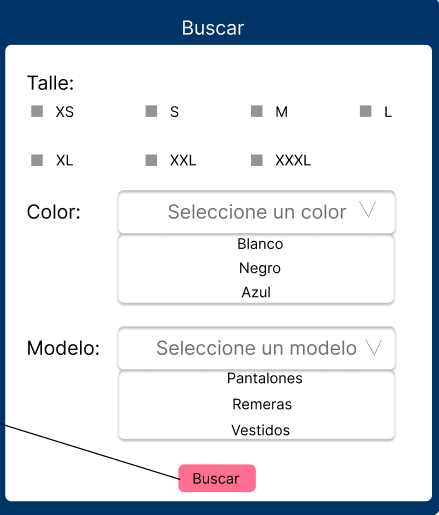 Buscar
Talle:
XS S M L
XL XXL XXXL
Color: Seleccione un color
Blanco
Negro
Azul
Modelo: Seleccione un modelo
Pantalones
Remeras
Vestidos
Buscar